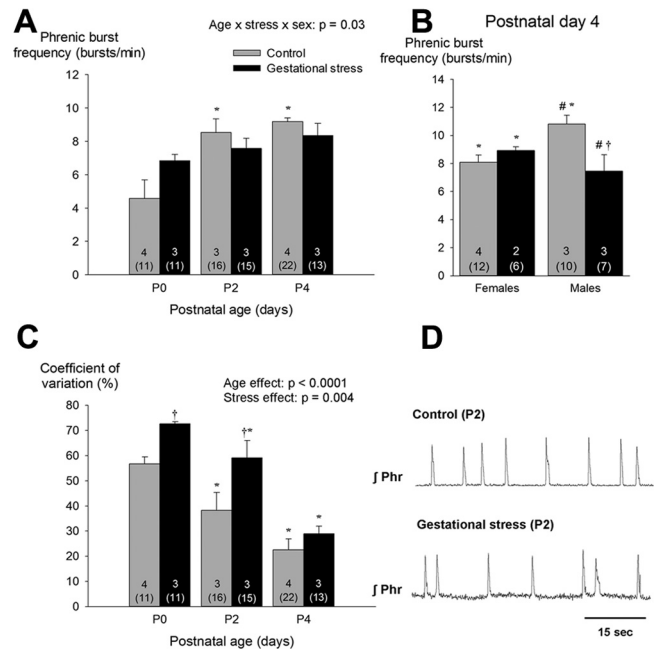 A
Age x stress x sex: p = 0.03
Phrenic burst
frequency (bursts/min)
Control
Gestational stress
12
10
8
6
4
2
0
*
*
4
(11)
3
(11)
3
(16)
3
(15)
4
(22)
3
(13)
P0
P2
P4
Postnatal age (days)
B
Postnatal day 4
Phrenic burst
frequency (bursts/min)
14
12
10
8
6
4
2
0
*
*
# *
# †
4
(12)
2
(6)
3
(10)
3
(7)
Females
Males
C
Coefficient of
variation (%)
Age effect: p < 0.0001
Stress effect: p = 0.004
80
70
60
50
40
30
20
10
0
†
*
†*
*
*
4
(11)
3
(11)
3
(16)
3
(15)
4
(22)
3
(13)
P0
P2
P4
Postnatal age (days)
D
Control (P2)
∫ Phr
Gestational stress (P2)
∫ Phr
15 sec